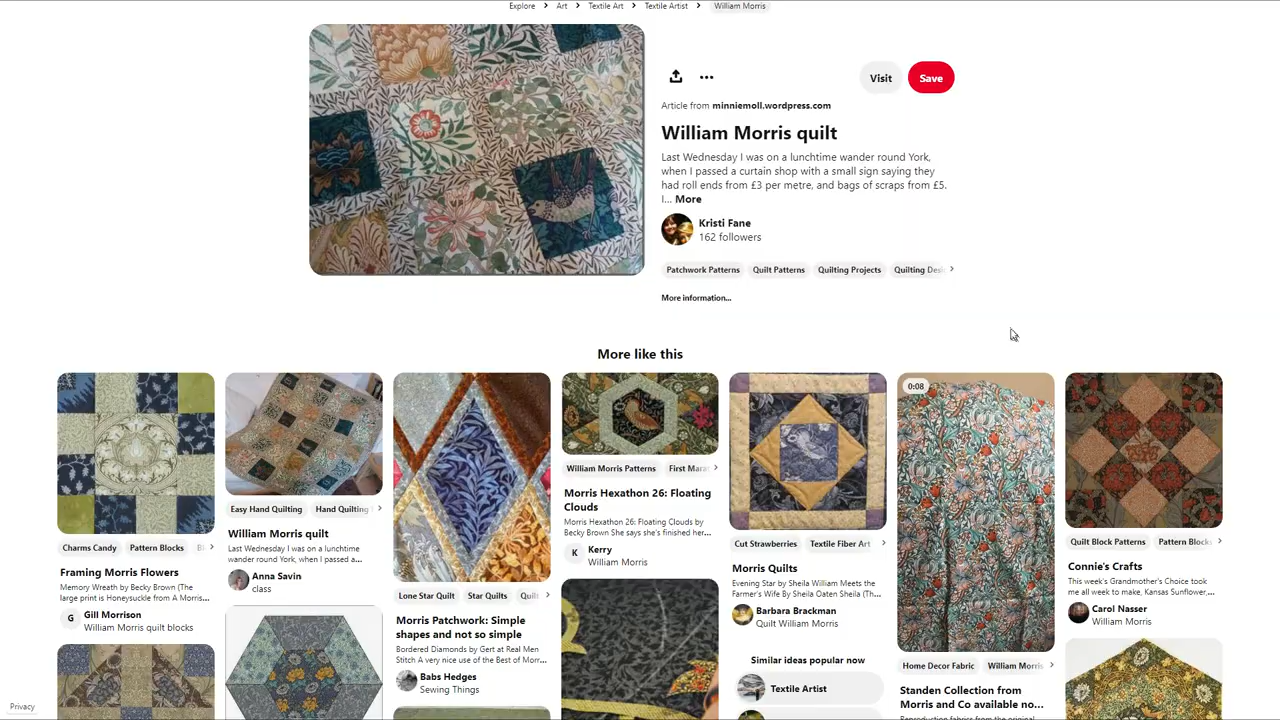 Explore
Art
Textile Art
Textile Artist
William Morris
Visit
Save
Article from minniemoll.wordpress.com
William Morris quilt
Last Wednesday I was on a lunchtime wander round York,
when I passed a curtain shop with a small sign saying they
had roll ends from £3 per metre, and bags of scraps from £5.
I... More
Kristi Fane
162 followers
Patchwork Patterns
Quilt Patterns
Quilting Projects
Quilting Desi
More information...
More like this
Charms Candy
Pattern Blocks
Framing Morris Flowers
Memory Wreath by Becky Brown (The
large print is Honeysuckle from A Morris...
G
Gill Morrison
William Morris quilt blocks
Easy Hand Quilting
Hand Quilting
William Morris quilt
Last Wednesday I was on a lunchtime
wander round York, when I passed a...
Anna Savin
class
Lone Star Quilt
Star Quilts
Quil
Morris Patchwork: Simple
shapes and not so simple
Bordered Diamonds by Gert at Real Men
Stitch A very nice use of the Best of Morr...
Babs Hedges
Sewing Things
William Morris Patterns
First Mara
Morris Hexathon 26: Floating
Clouds
Morris Hexathon 26: Floating Clouds by
Becky Brown She says she's finished her...
K
Kerry
William Morris
Cut Strawberries
Textile Fiber Art
Morris Quilts
Evening Star by Sheila William Meets the
Farmer's Wife By Sheila Oaten Sheila (Th...
Barbara Brackman
Quilt William Morris
Similar ideas popular now
Textile Artist
0:08
Home Decor Fabric
William Morris
Standen Collection from
Morris and Co available no...
Reproduction fabrics from the original
Quilt Block Patterns
Pattern Blocks
Connie's Crafts
This week's Grandmother's Choice took
me all week to make, Kansas Sunflower,...
Carol Nasser
William Morris
Privacy